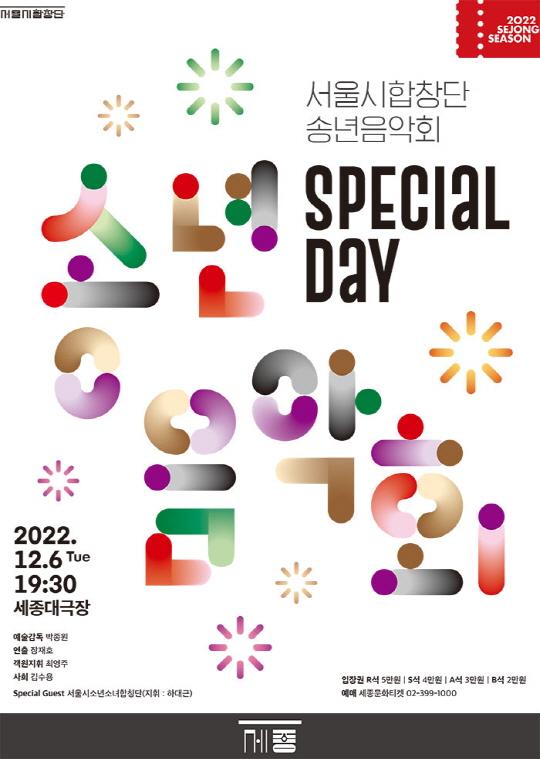 서울시합창단
2022
SEJONG
SEASON
서울시합창단
송년음악회
SPECIAL
DAY
송년
음악회
2022.
12.6 Tue
19:30
세종대극장
예술감독 박종원
연출 장재호
객원지휘 최영주
사회 김수용
Special Guest 서울시소년소녀합창단(지휘 : 하대근)
입장권 R석 5만원 | S석 4만원 | A석 3만원 | B석 2만원
예매 세종문화티켓 02-399-1000
세종